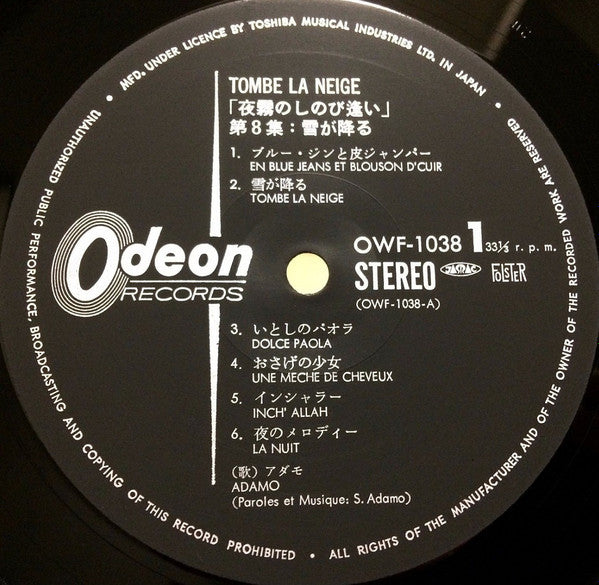 MFD. UNDER LICENCE BY TOSHIBA MUSICAL INDUSTRIES LTD. IN JAPAN •
UNAUTHORIZED PUBLIC PERFORMANCE, BROADCASTING AND COPYING OF THIS RECORD PROHIBITED •
ALL RIGHTS OF THE MANUFACTURER AND OF THE OWNER OF THE RECORDED WORK ARE RESERVED •
TOMBE LA NEIGE
「夜霧のしのび逢い」
第8集:雪が降る
1. ブルー・ジンと皮ジャンパー
EN BLUE JEANS ET BLOUSON D'CUIR
2. 雪が降る
TOMBE LA NEIGE
Odeon
RECORDS
OWF-1038 1 33⅓ r. p. m.
STEREO JASRAC POLSTER
(OWF-1038-A)
3. いとしのパオラ
DOLCE PAOLA
4. おさげの少女
UNE MECHE DE CHEVEUX
5. インシャラー
INCH' ALLAH
6. 夜のメロディー
LA NUIT
(歌) アダモ
ADAMO
(Paroles et Musique: S. Adamo)